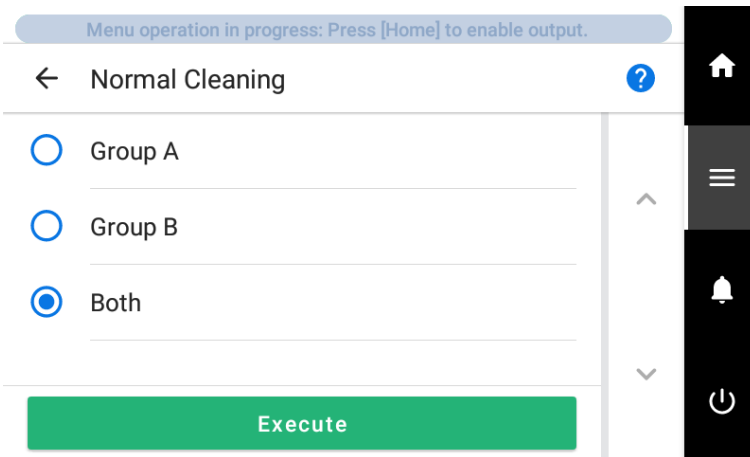 Menu operation in progress: Press [Home] to enable output.
Normal Cleaning
?
Group A
Group B
Both
Execute